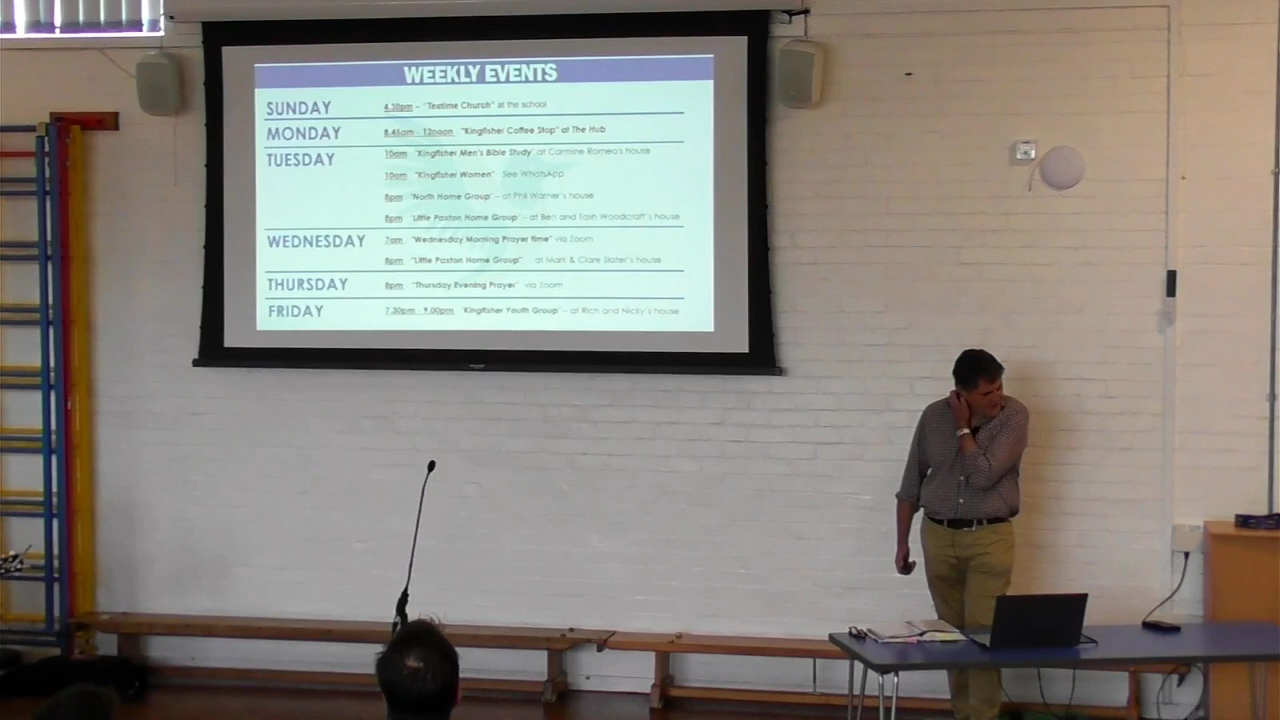 WEEKLY EVENTS
SUNDAY 4.30pm – "Teatime Church" at the school
MONDAY 8.45am - 12noon "Kingfisher Coffee Stop" at The Hub
TUESDAY 10am "Kingfisher Men's Bible Study" at Carmine Romeo's house
10am "Kingfisher Women" See WhatsApp
8pm "North Home Group" – at Phil Warner's house
8pm "Little Paxton Home Group" – at Ben and Tash Woodcraft's house
WEDNESDAY 7am "Wednesday Morning Prayer time" via Zoom
8pm "Little Paxton Home Group" at Mark & Clare Slater's house
THURSDAY 8pm "Thursday Evening Prayer" via Zoom
FRIDAY 7.30pm - 9.00pm "Kingfisher Youth Group" – at Rich and Nicky's house